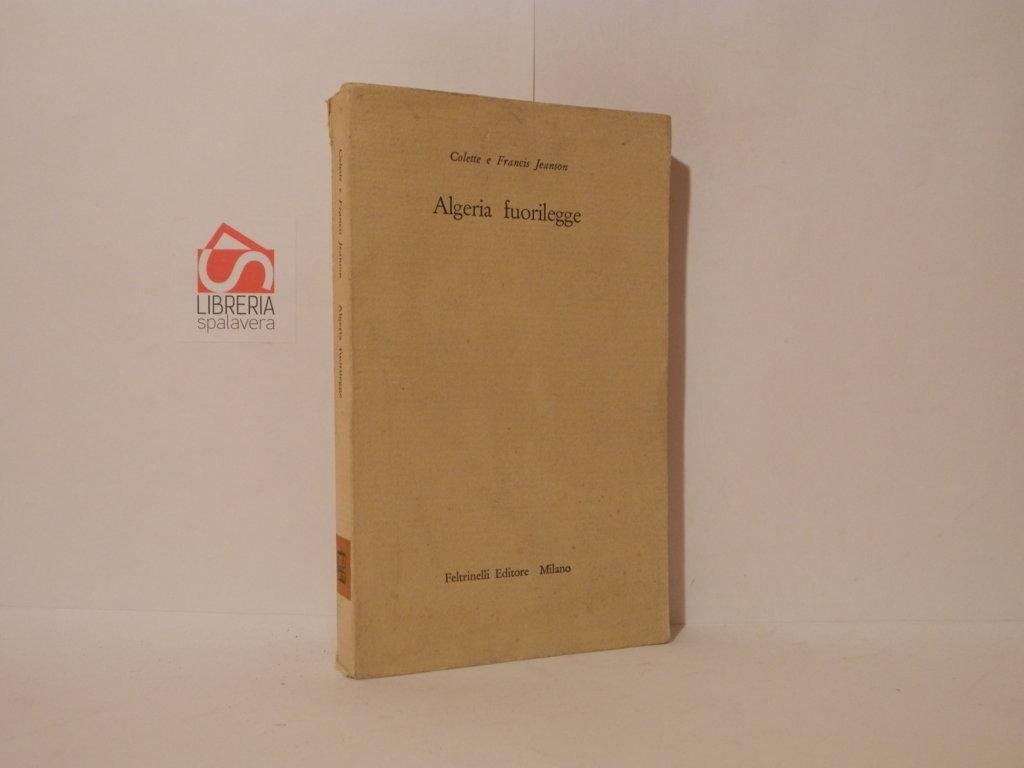 Colette e Francis Jeanson
Algeria fuorilegge
Feltrinelli Editore Milano
Colette e Francis Jeanson Algeria fuorilegge
LIBRERIA
spalavera